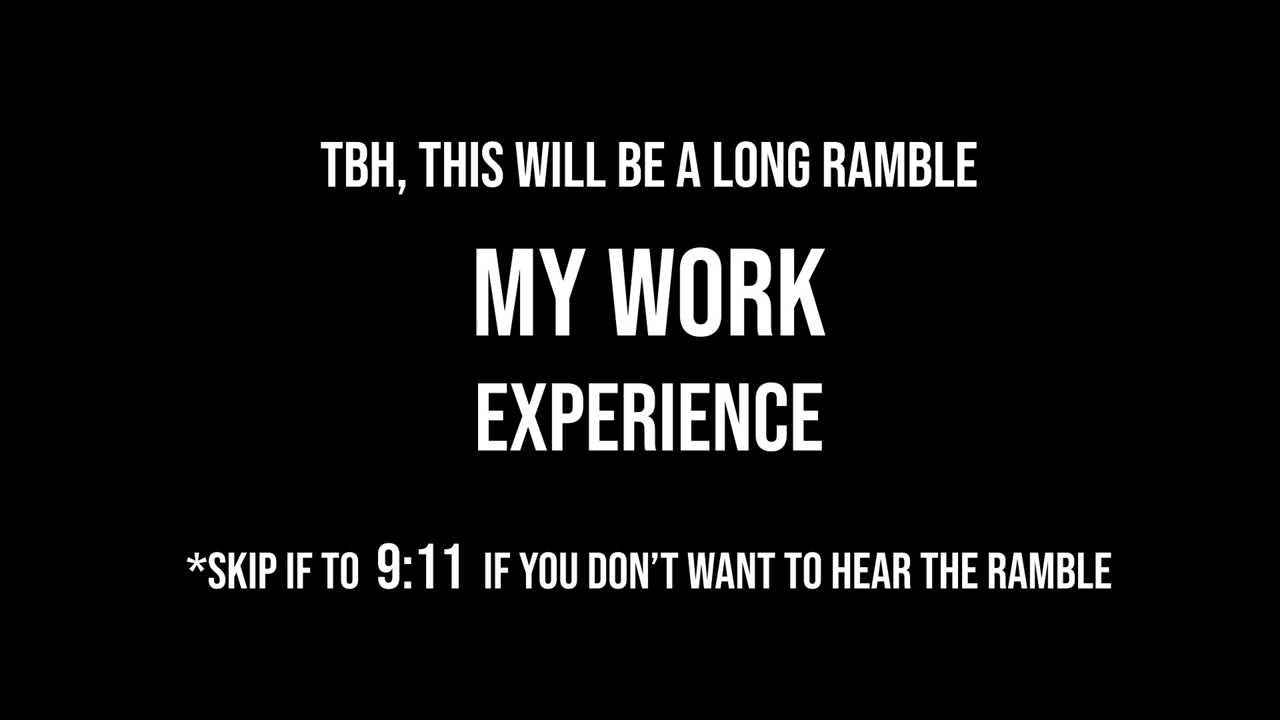 TBH, THIS WILL BE A LONG RAMBLE
MY WORK
EXPERIENCE
*SKIP IF TO 9:11 IF YOU DON'T WANT TO HEAR THE RAMBLE